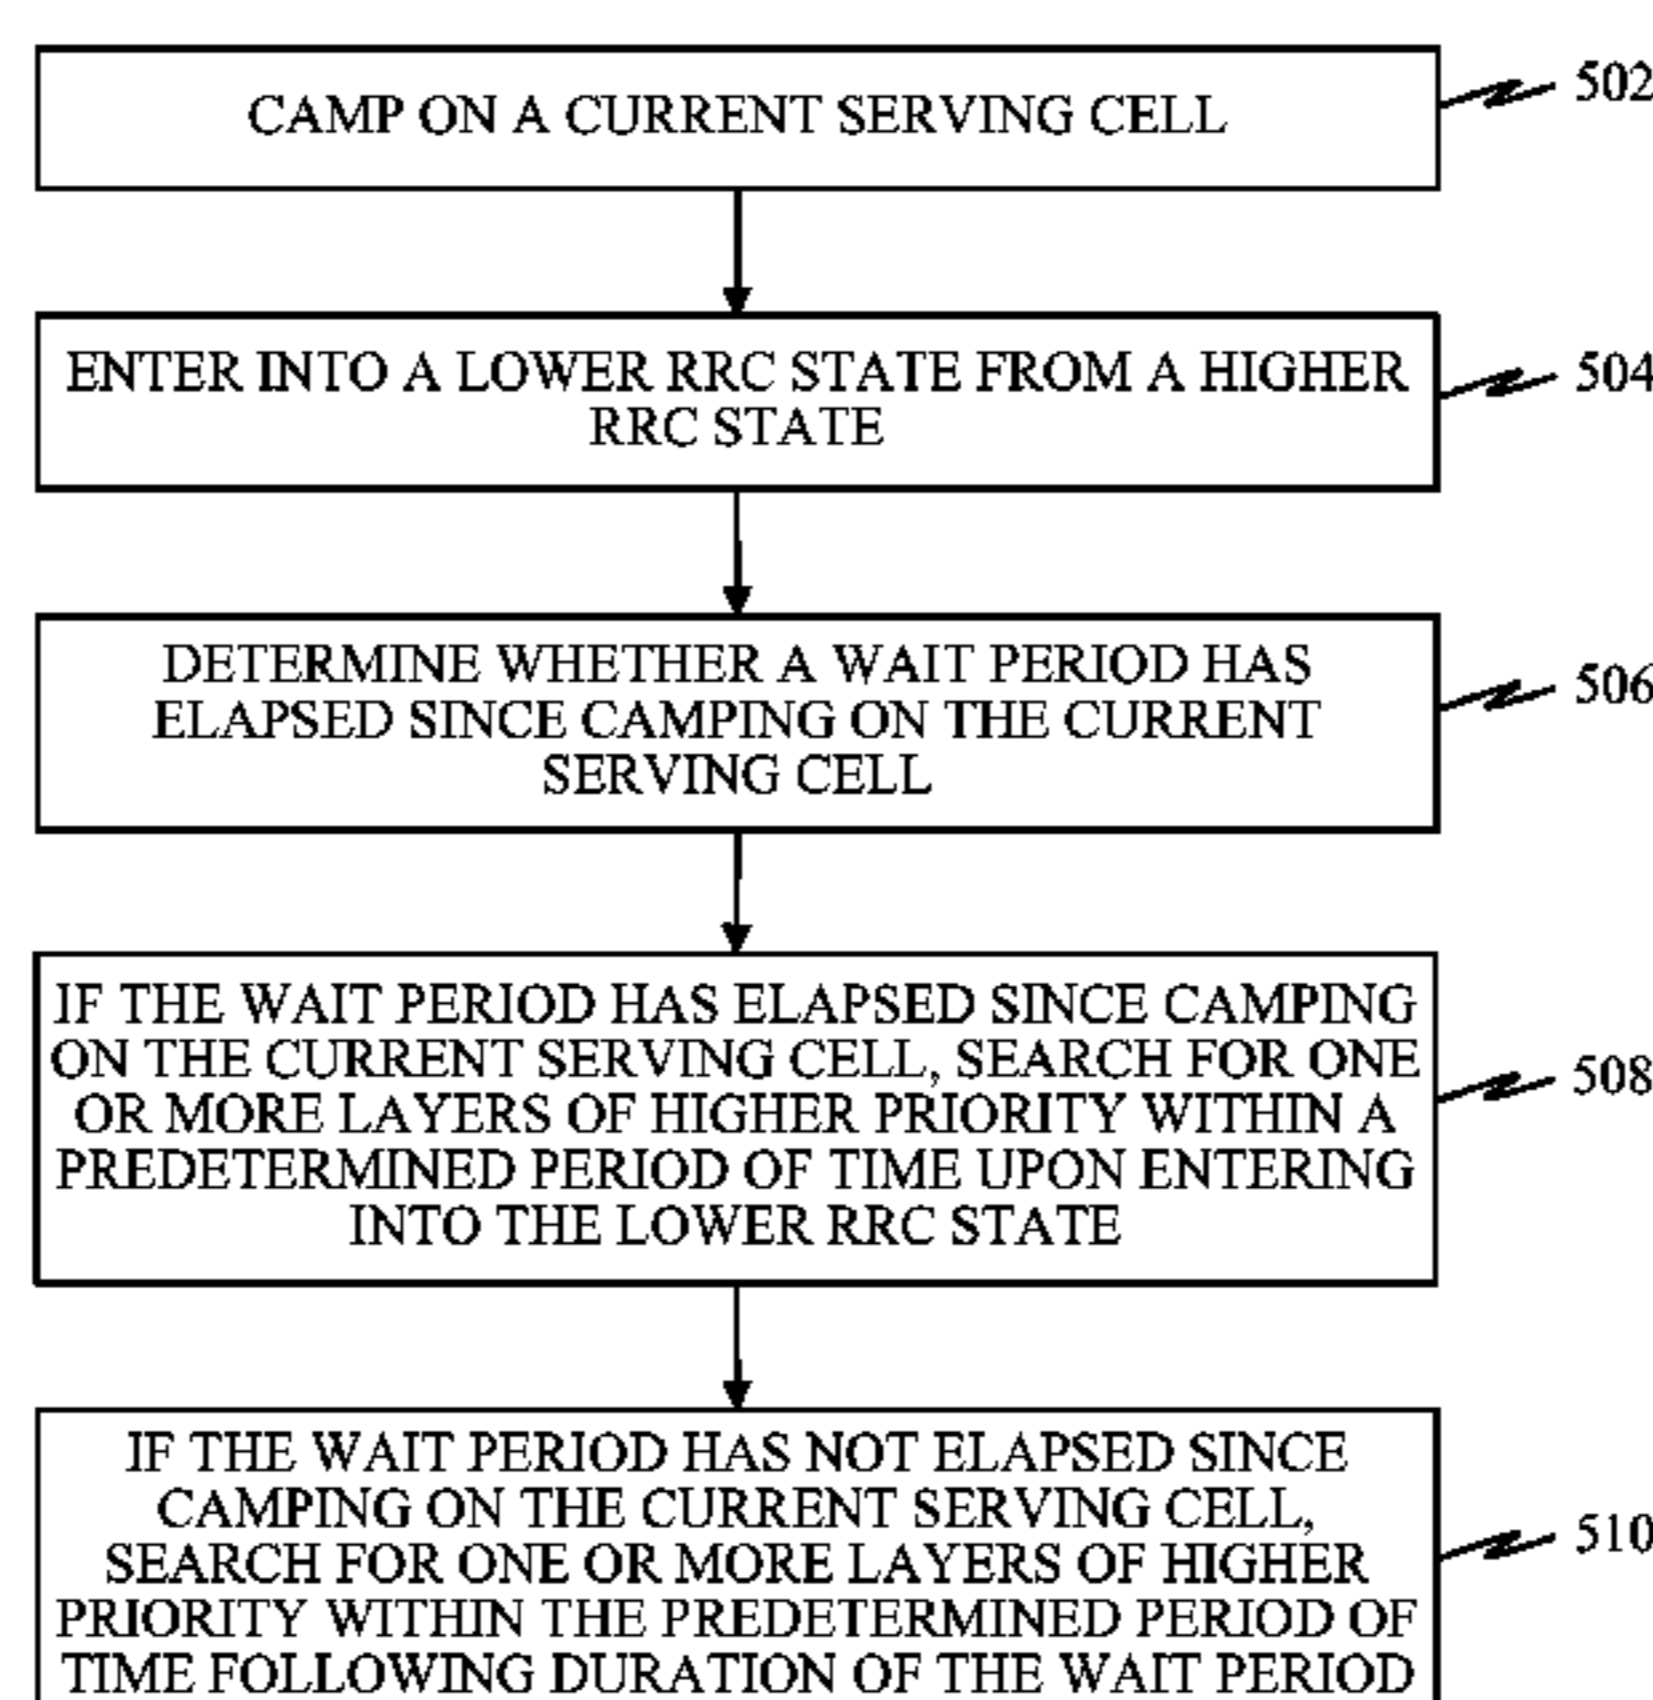 CAMP ON A CURRENT SERVING CELL
502
ENTER INTO A LOWER RRC STATE FROM A HIGHER
RRC STATE
504
DETERMINE WHETHER A WAIT PERIOD HAS
ELAPSED SINCE CAMPING ON THE CURRENT
SERVING CELL
506
IF THE WAIT PERIOD HAS ELAPSED SINCE CAMPING
ON THE CURRENT SERVING CELL, SEARCH FOR ONE
OR MORE LAYERS OF HIGHER PRIORITY WITHIN A
PREDETERMINED PERIOD OF TIME UPON ENTERING
INTO THE LOWER RRC STATE
508
IF THE WAIT PERIOD HAS NOT ELAPSED SINCE
CAMPING ON THE CURRENT SERVING CELL,
SEARCH FOR ONE OR MORE LAYERS OF HIGHER
PRIORITY WITHIN THE PREDETERMINED PERIOD OF
TIME FOLLOWING DURATION OF THE WAIT PERIOD
510